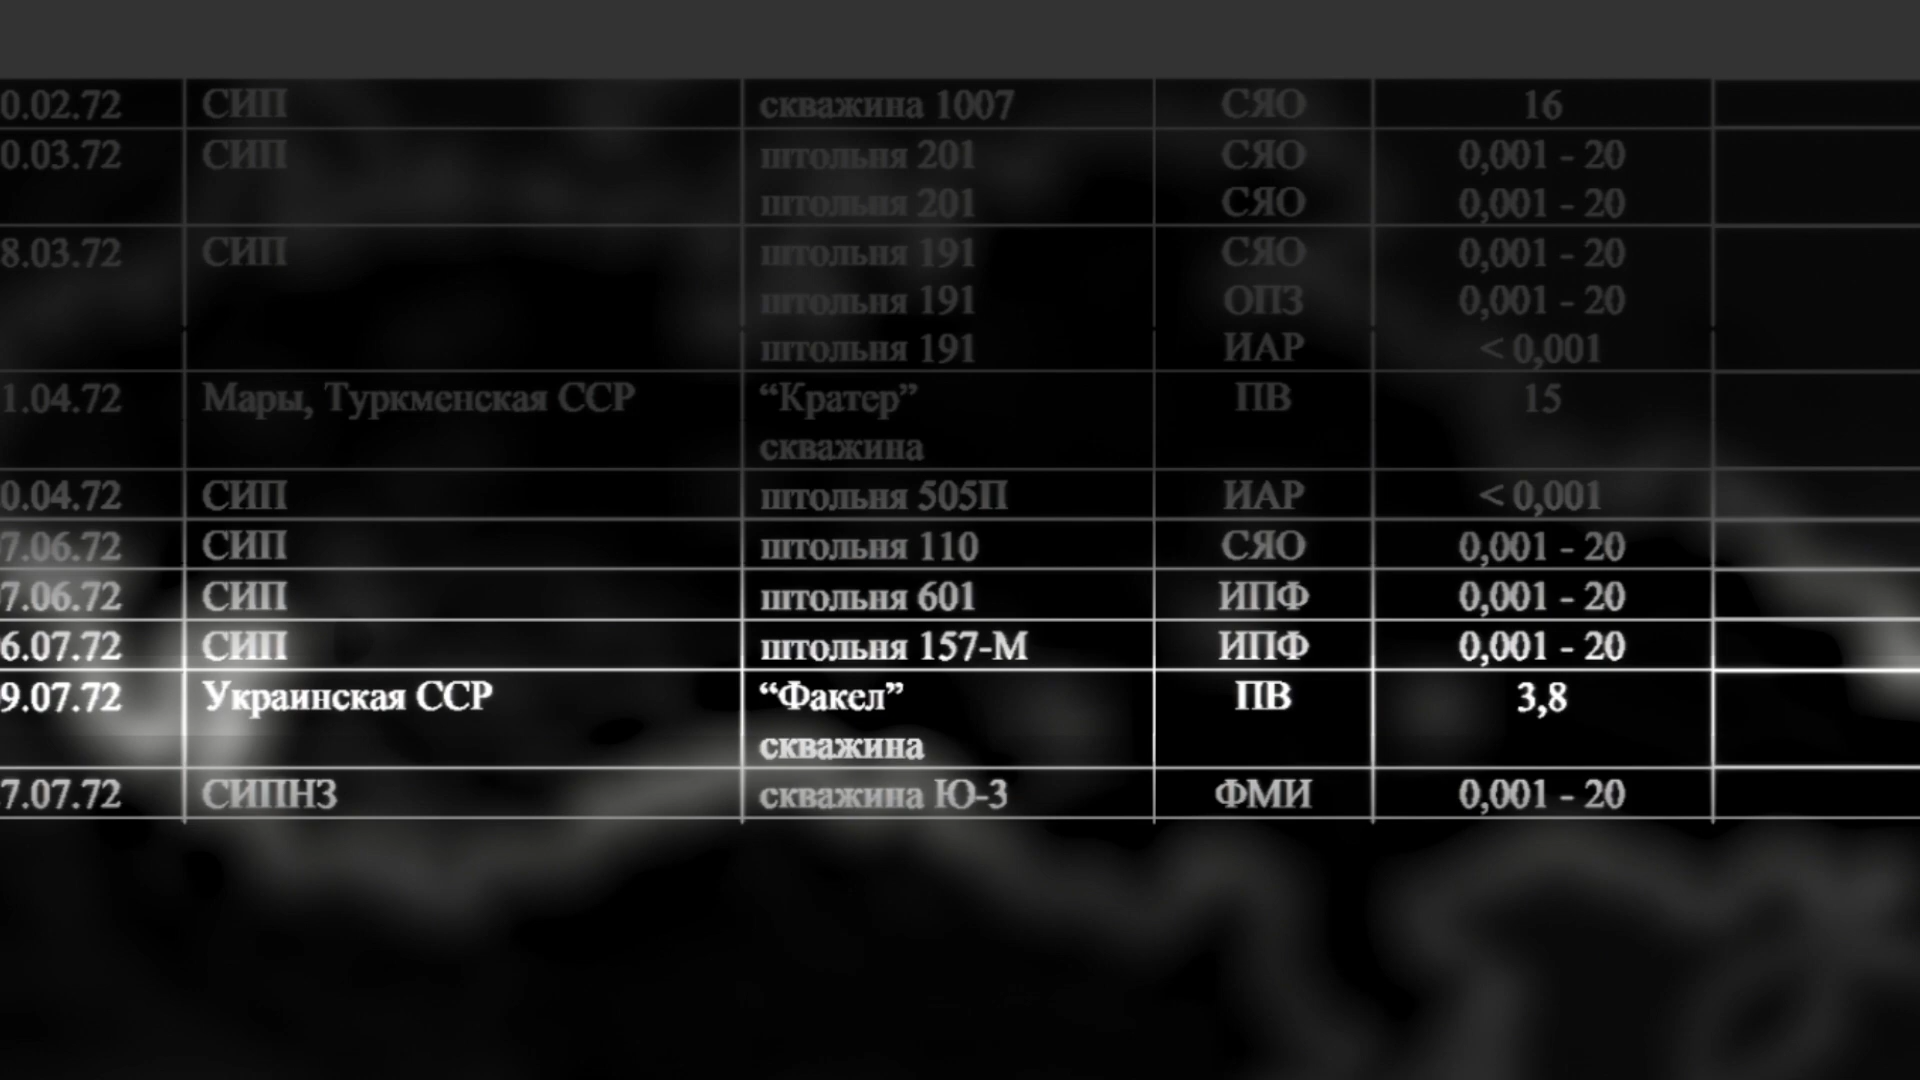 0.02.72 СИП скважина 1007 СЯО 16
0.03.72 СИП штольня 201 СЯО 0,001 - 20
штольня 201 СЯО 0,001 - 20
8.03.72 СИП штольня 191 СЯО 0,001 - 20
штольня 191 ОПЗ 0,001 - 20
штольня 191 ИАР < 0,001
1.04.72 Мары, Туркменская ССР “Кратер” ПВ 15
скважина
0.04.72 СИП штольня 505П ИАР < 0,001
7.06.72 СИП штольня 110 СЯО 0,001 - 20
7.06.72 СИП штольня 601 ИПФ 0,001 - 20
6.07.72 СИП штольня 157-М ИПФ 0,001 - 20
9.07.72 Украинская ССР “Факел” ПВ 3,8
скважина
7.07.72 СИПНЗ скважина Ю-3 ФМИ 0,001 - 20